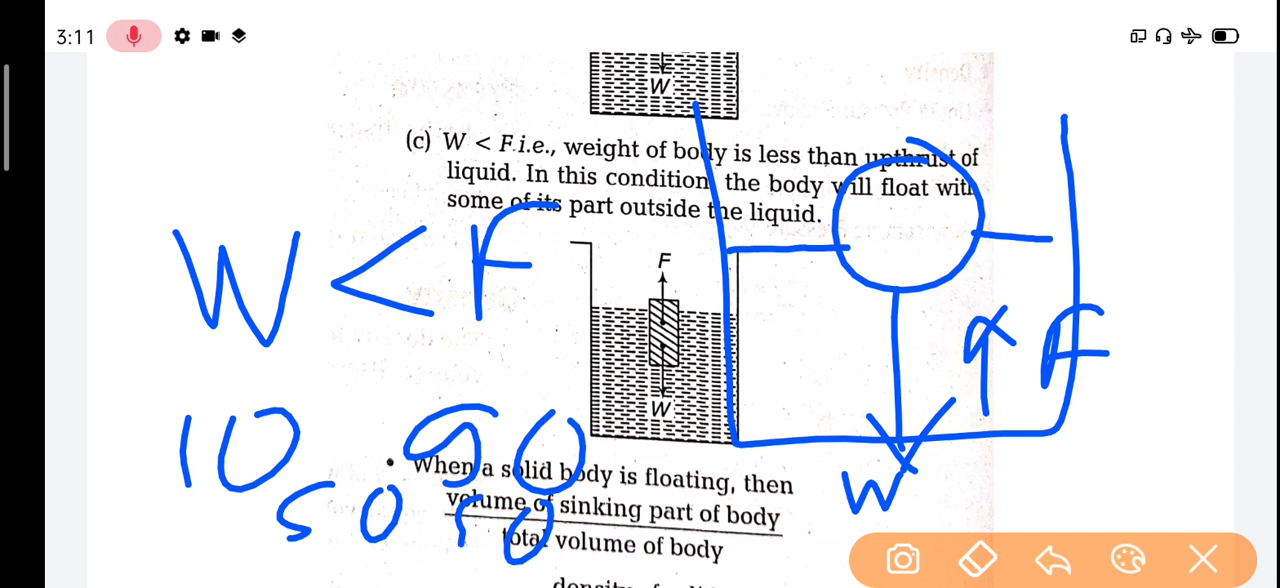 3:11
W
(c) W < F i.e., weight of body is less than upthrust of
liquid. In this condition, the body will float with
some of its part outside the liquid.
W < F
F
F
W
W
10 90
50 50
• When a solid body is floating, then
volume of sinking part of body
total volume of body